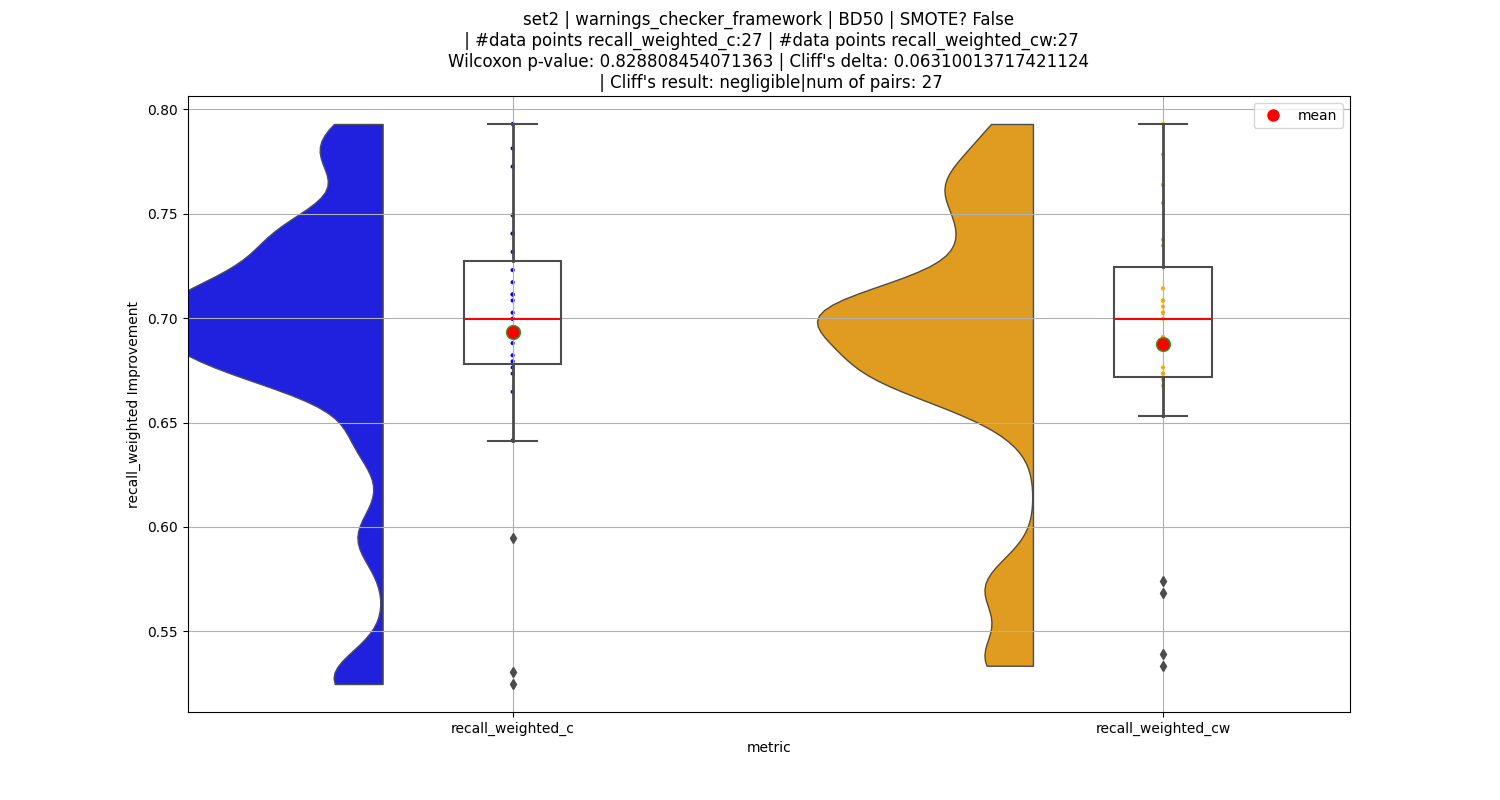 set2 | warnings_checker_framework | BD50 | SMOTE? False
| #data points recall_weighted_c:27 | #data points recall_weighted_cw:27
Wilcoxon p-value: 0.828808454071363 | Cliff's delta: 0.06310013717421124
| Cliff's result: negligible|num of pairs: 27
mean
0.80
0.75
0.70
0.65
0.60
0.55
recall_weighted Improvement
recall_weighted_c
recall_weighted_cw
metric